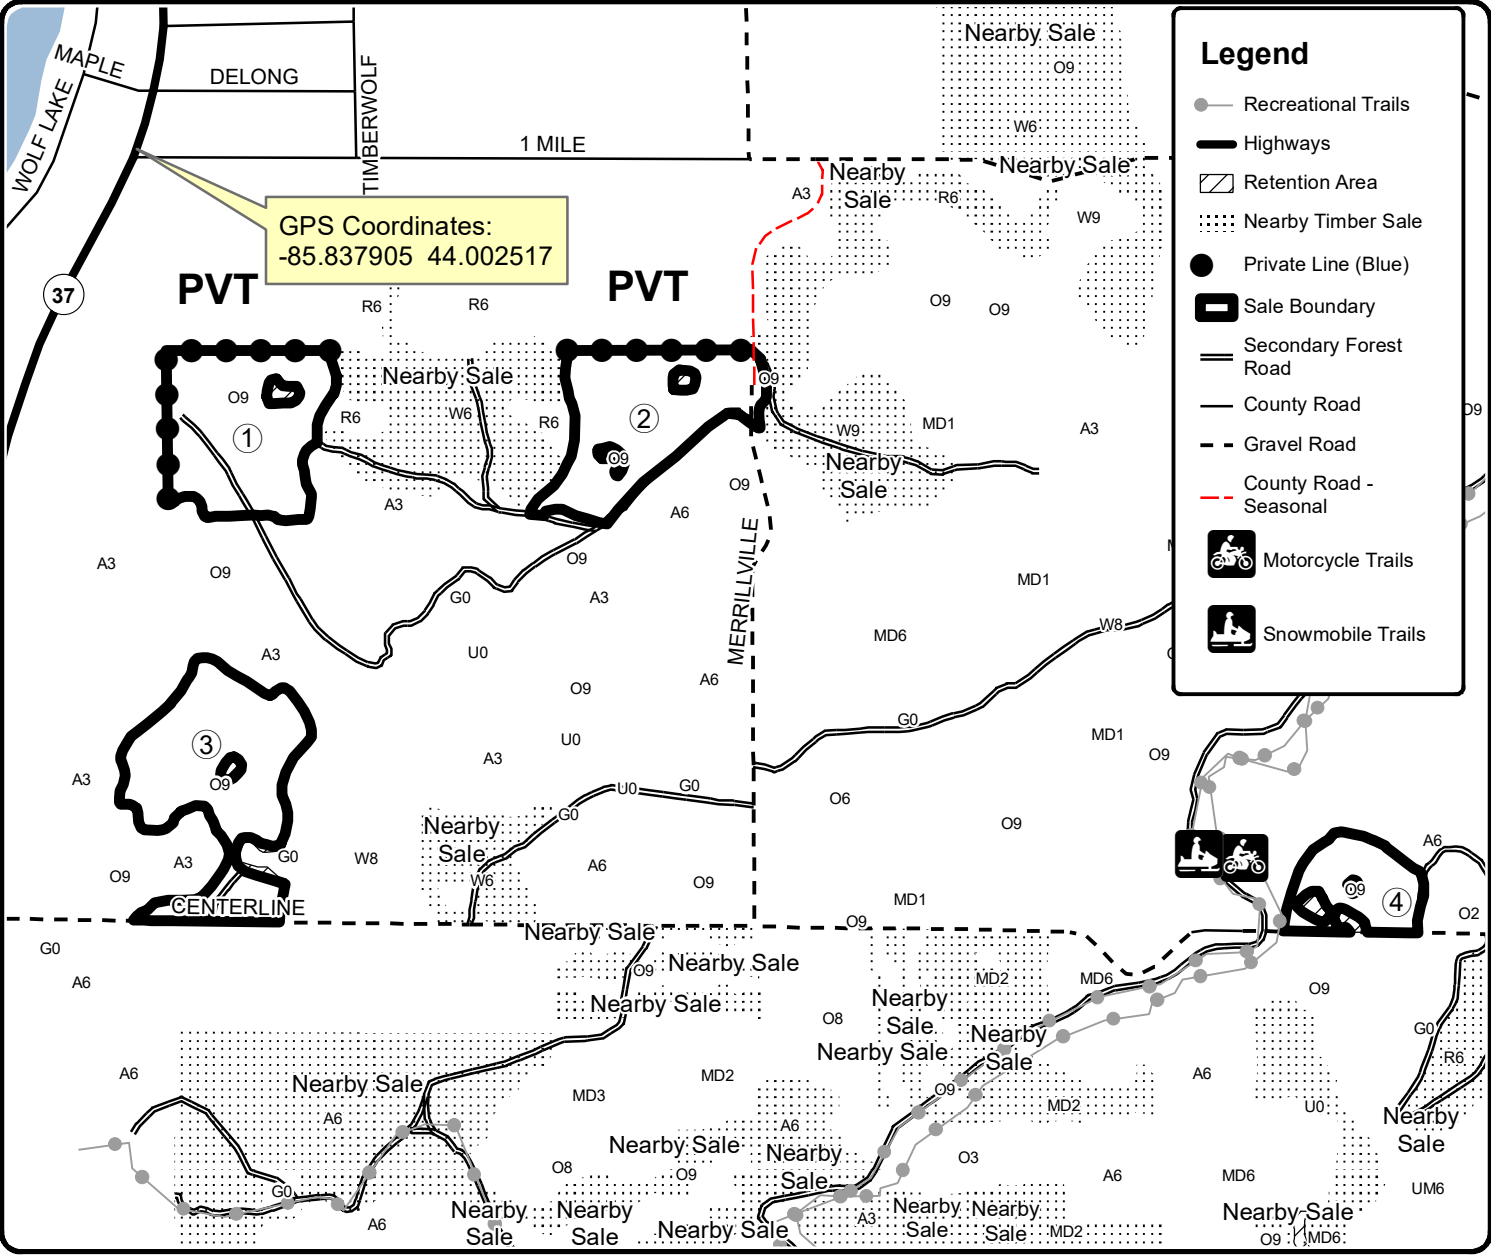 MAPLE
DELONG
TIMBERWOLF
WOLF LAKE
1 MILE
GPS Coordinates:
-85.837905 44.002517
37
PVT
PVT
Nearby Sale
O9
W6
Nearby Sale
Nearby
Sale
A3
R6
W9
R6
R6
O9
O9
Legend
Recreational Trails
Highways
Retention Area
Nearby Timber Sale
Private Line (Blue)
Sale Boundary
Secondary Forest
Road
County Road
Gravel Road
County Road -
Seasonal
Motorcycle Trails
Snowmobile Trails
O9
1
R6
Nearby Sale
W6
R6
2
O9
O9
O9
W9
MD1
A3
O9
Nearby
Sale
A3
O9
A6
MERRILLVILLE
A3
O9
O9
G0
A3
MD1
MD6
W8
A3
U0
O9
A6
3
O9
A3
U0
A3
G0
MD1
O9
U0
G0
G0
O6
O9
Nearby
Sale
W6
A3
O9
G0
W8
A6
O9
MD1
O9
CENTERLINE
A6
O9
4
O2
G0
A6
Nearby Sale
O9
Nearby Sale
Nearby Sale
MD2
MD6
O9
Nearby
Sale
O8
Nearby Sale
Nearby
Sale
G0
R6
A6
Nearby Sale
A6
MD3
MD2
O9
MD2
A6
U0
Nearby
Sale
A6
Nearby Sale
O8
O9
Nearby
Sale
O3
A6
MD6
UM6
G0
A6
Nearby
Sale
Nearby
Sale
Nearby Sale
A3
Nearby
Sale
Nearby
Sale
MD2
Nearby Sale
O9
MD6